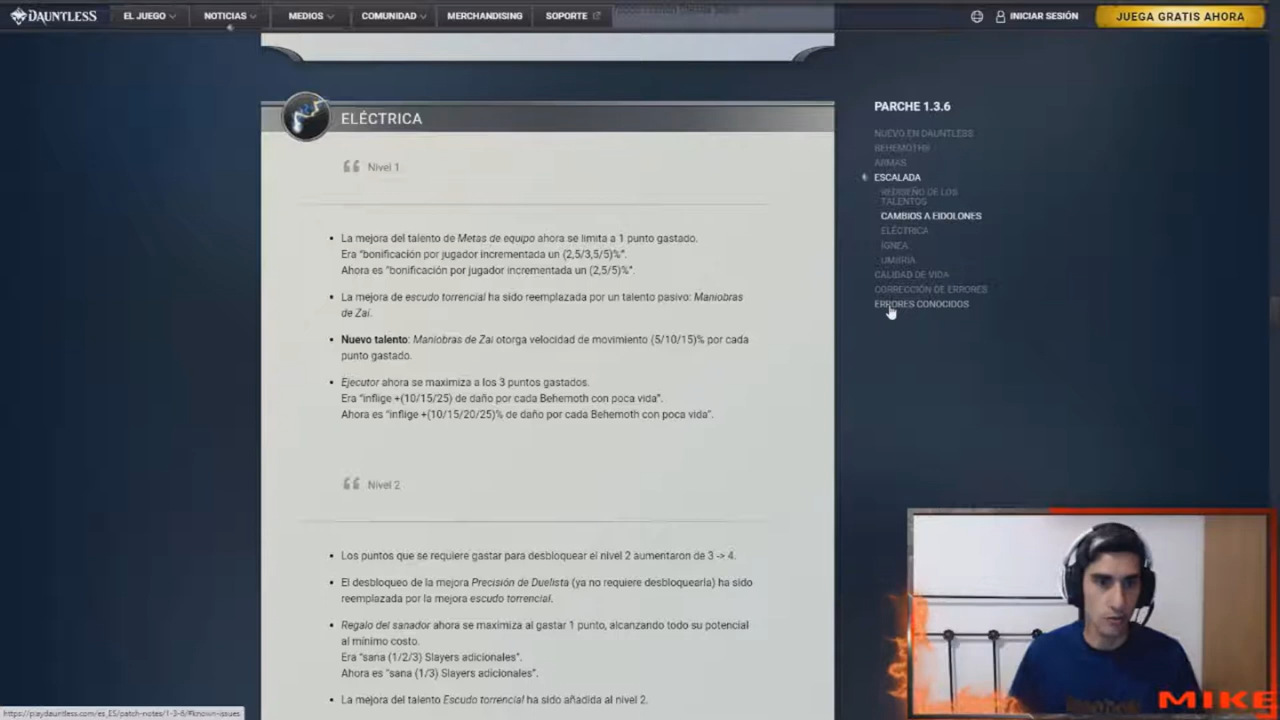 DAUNTLESS
EL JUEGO
NOTICIAS
MEDIOS
COMUNIDAD
MERCHANDISING
SOPORTE
INICIAR SESIÓN
JUEGA GRATIS AHORA
ELÉCTRICA
Nivel 1
La mejora del talento de Metas de equipo ahora se limita a 1 punto gastado.
Era "bonificación por jugador incrementada un (2,5/3,5/5)%".
Ahora es "bonificación por jugador incrementada un (2,5/5)%".
La mejora de escudo torrencial ha sido reemplazada por un talento pasivo: Maniobras
de Zai.
Nuevo talento: Maniobras de Zai otorga velocidad de movimiento (5/10/15)% por cada
punto gastado.
Ejecutor ahora se maximiza a los 3 puntos gastados.
Era "inflige +(10/15/25) de daño por cada Behemoth con poca vida".
Ahora es "inflige +(10/15/20/25)% de daño por cada Behemoth con poca vida".
Nivel 2
Los puntos que se requiere gastar para desbloquear el nivel 2 aumentaron de 3 -> 4.
El desbloqueo de la mejora Precisión de Duelista (ya no requiere desbloquearla) ha sido
reemplazada por la mejora escudo torrencial.
Regalo del sanador ahora se maximiza al gastar 1 punto, alcanzando todo su potencial
al mínimo costo.
Era "sana (1/2/3) Slayers adicionales".
Ahora es "sana (1/3) Slayers adicionales".
La mejora del talento Escudo torrencial ha sido añadida al nivel 2.
PARCHE 1.3.6
NUEVO EN DAUNTLESS
BEHEMOTHS
ARMAS
ESCALADA
REDISEÑO DE LOS
TALENTOS
CAMBIOS A EIDOLONES
ELÉCTRICA
ÍGNEA
UMBRÍA
CALIDAD DE VIDA
CORRECCIÓN DE ERRORES
ERRORES CONOCIDOS
https://playdauntless.com/es_ES/patch-notes/1-3-6/#known-issues
MIKE